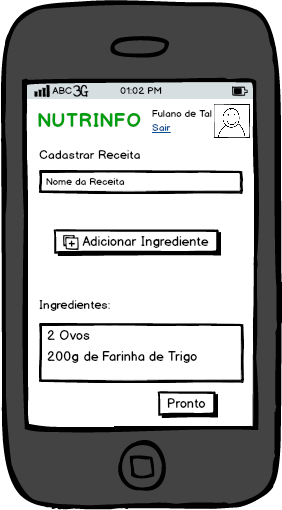 ABC 3G 01:02 PM
NUTRINFO
Fulano de Tal
Sair
Cadastrar Receita
Nome da Receita
Adicionar Ingrediente
Ingredientes:
2 Ovos
200g de Farinha de Trigo
Pronto